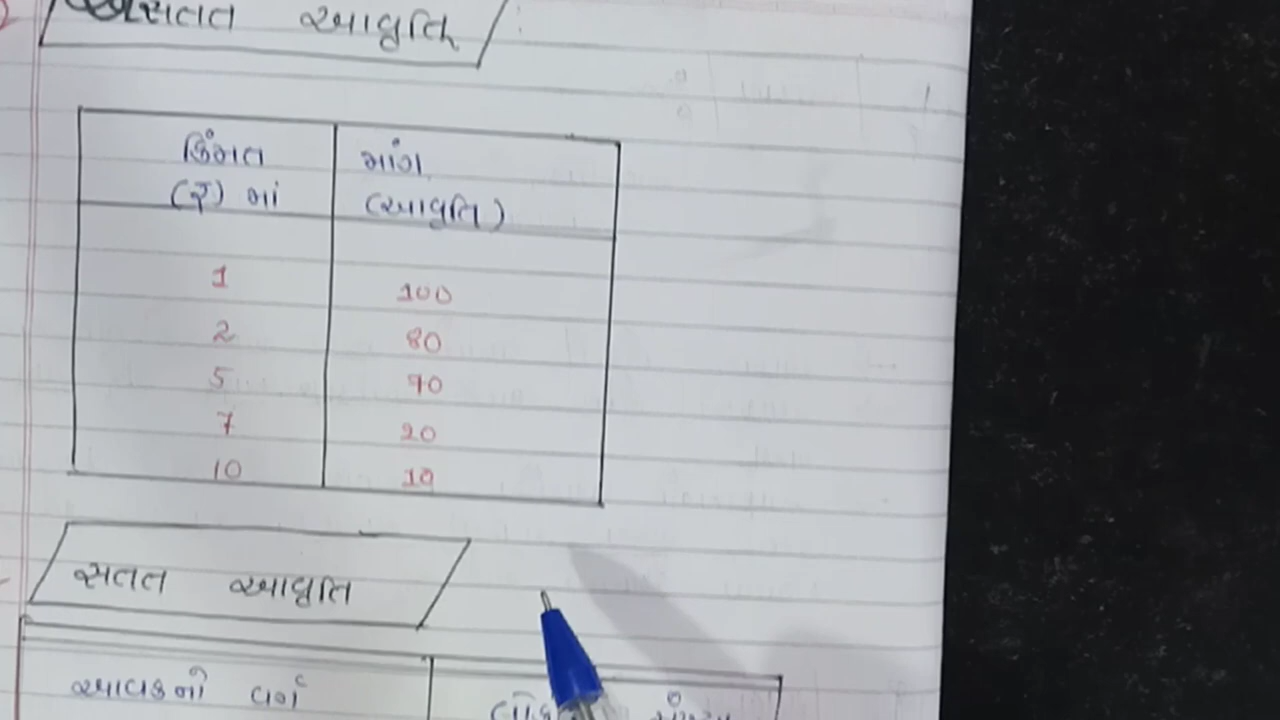 અસતત આવૃત્તિ
કિંમત માંગ
(₹) માં (આવૃત્તિ)
1 100
2 80
5 70
7 20
10 10
સતત આવૃત્તિ
આવકનો વર્ગ